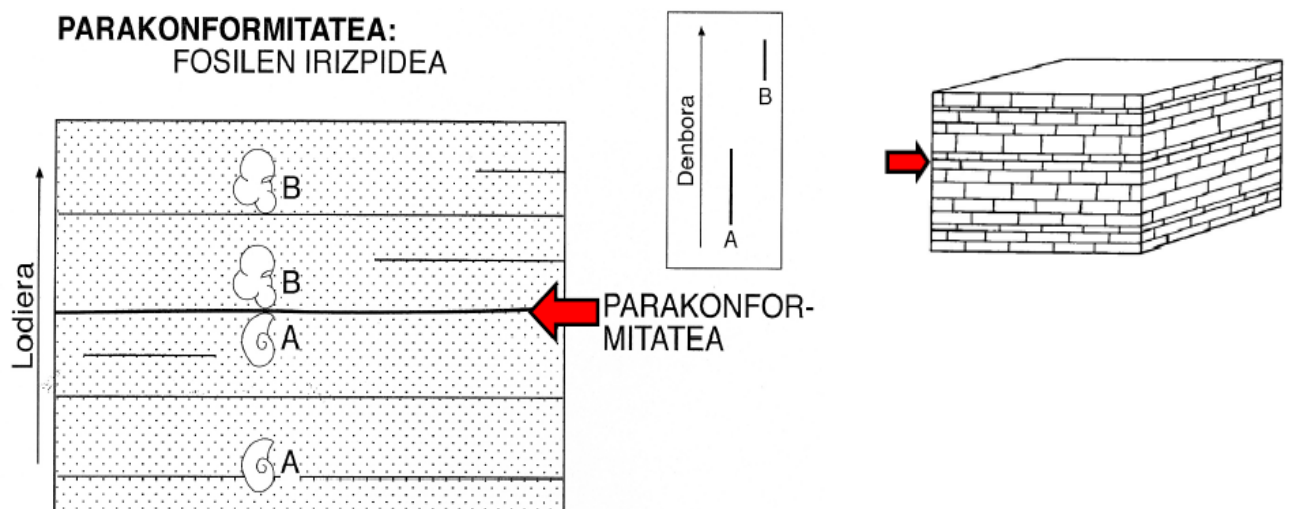 PARAKONFORMITATEA:
FOSILEN IRIZPIDEA
Lodiera
B
B
A
A
PARAKONFOR-
MITATEA
Denbora
B
A